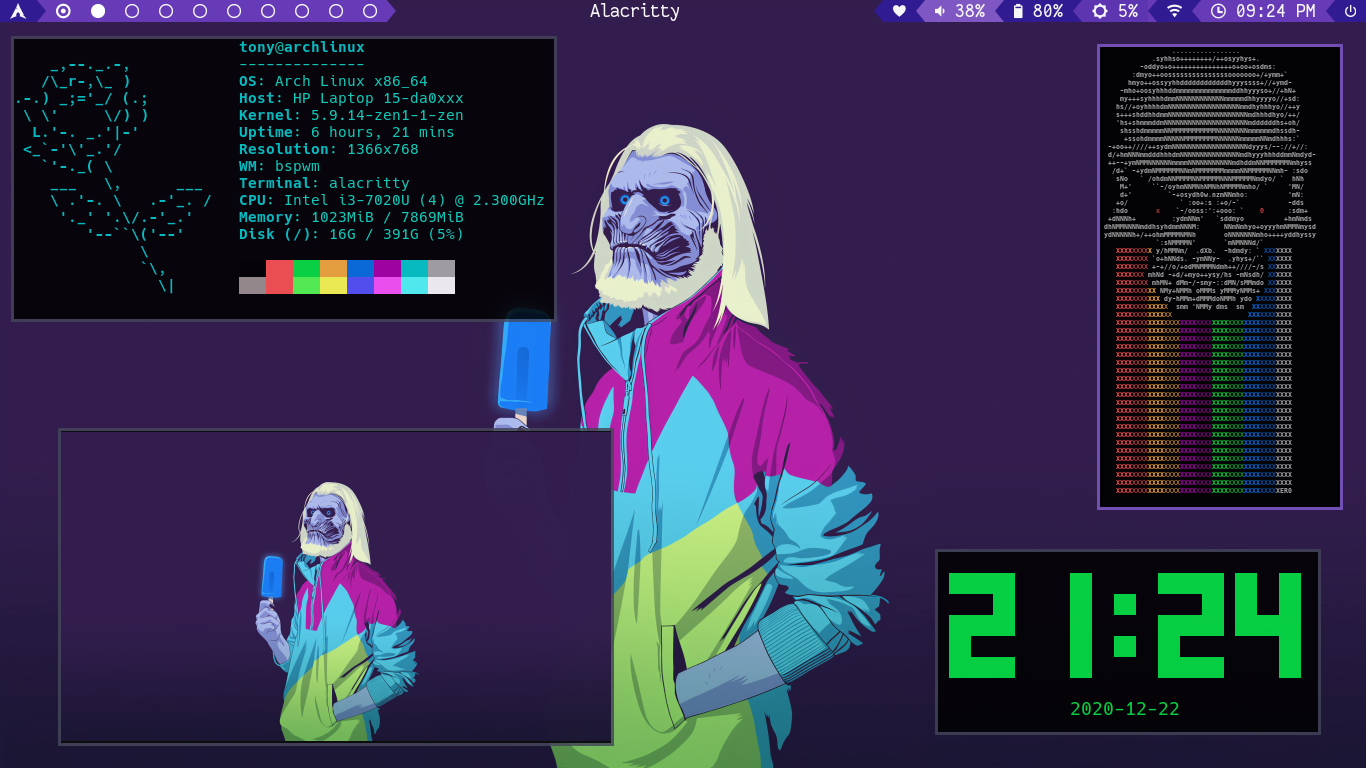 Alacritty
38%
80%
5%
09:24 PM
tony@archlinux
--------------
OS: Arch Linux x86_64
Host: HP Laptop 15-da0xxx
Kernel: 5.9.14-zen1-1-zen
Uptime: 6 hours, 21 mins
Resolution: 1366x768
WM: bspwm
Terminal: alacritty
CPU: Intel i3-7020U (4) @ 2.300GHz
Memory: 1023MiB / 7869MiB
Disk (/): 16G / 391G (5%)
21:24
2020-12-22